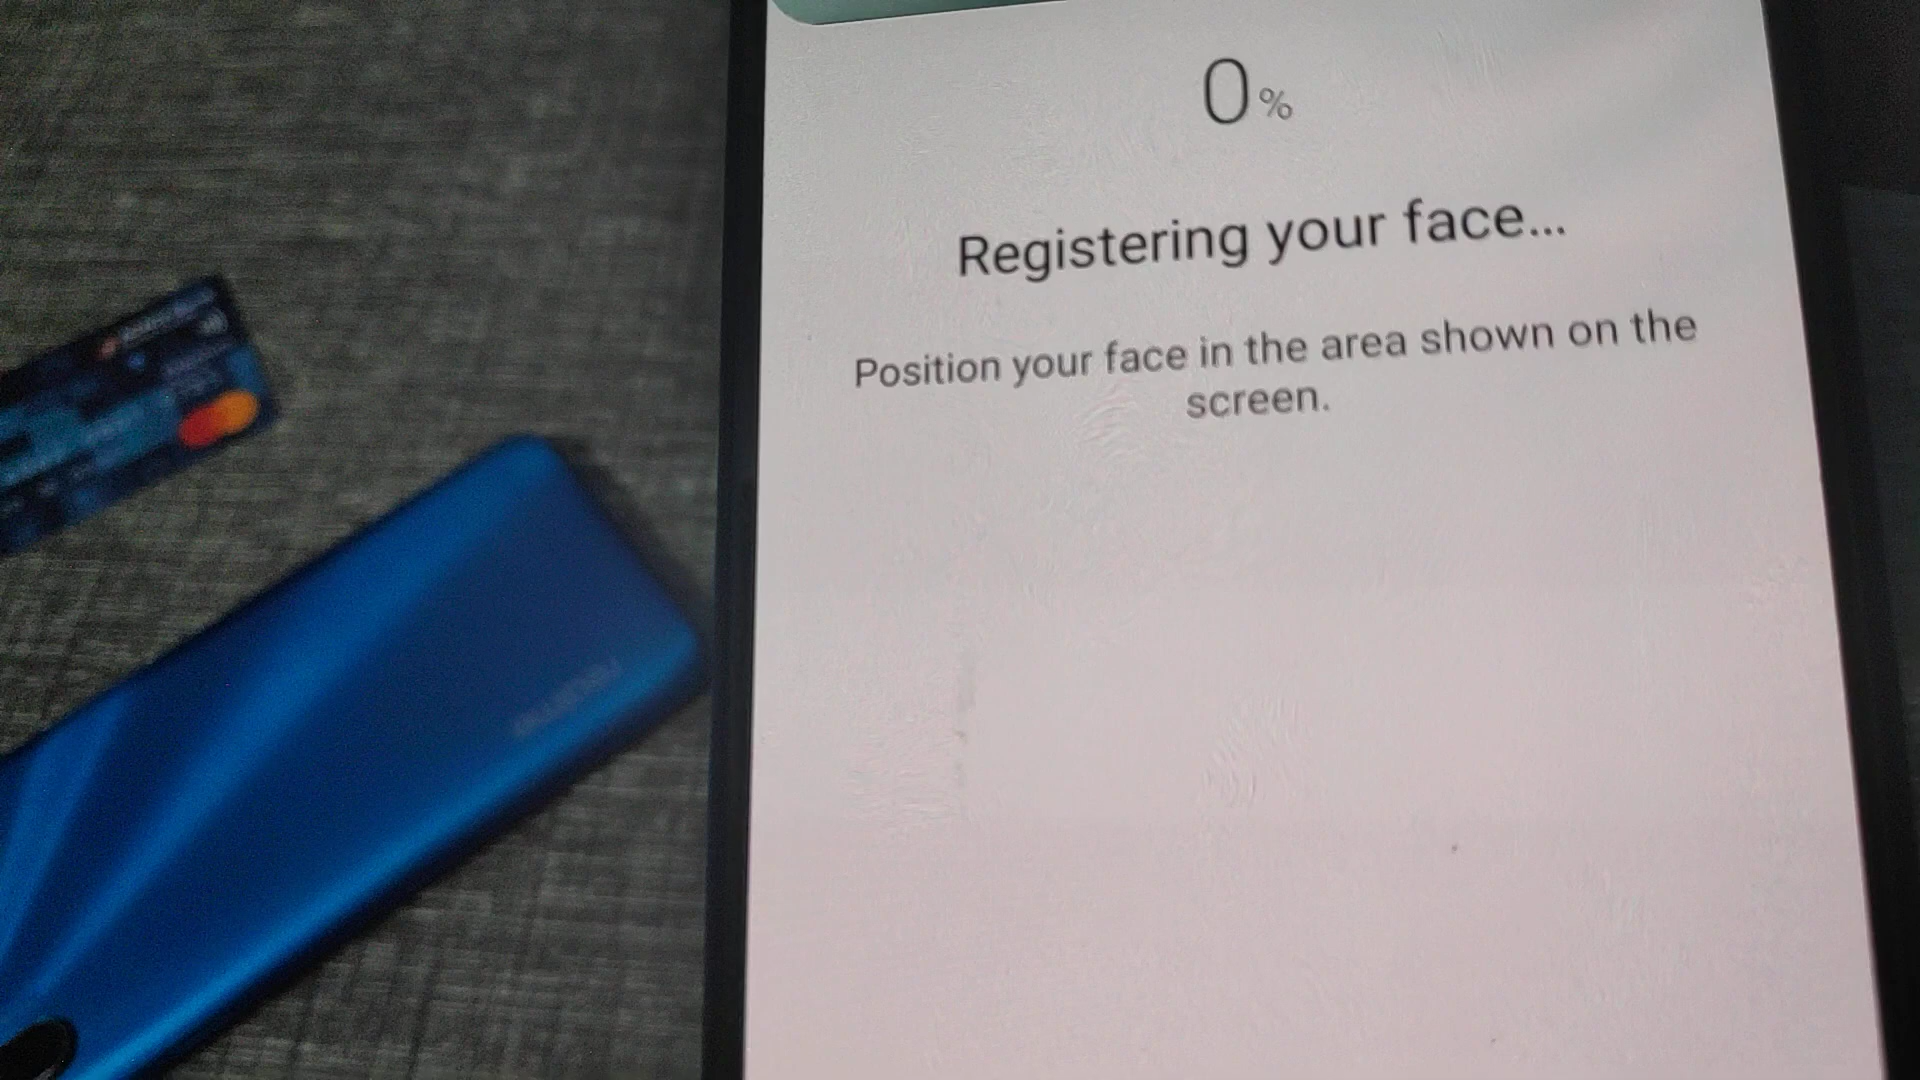 0%
Registering your face...
Position your face in the area shown on the
screen.